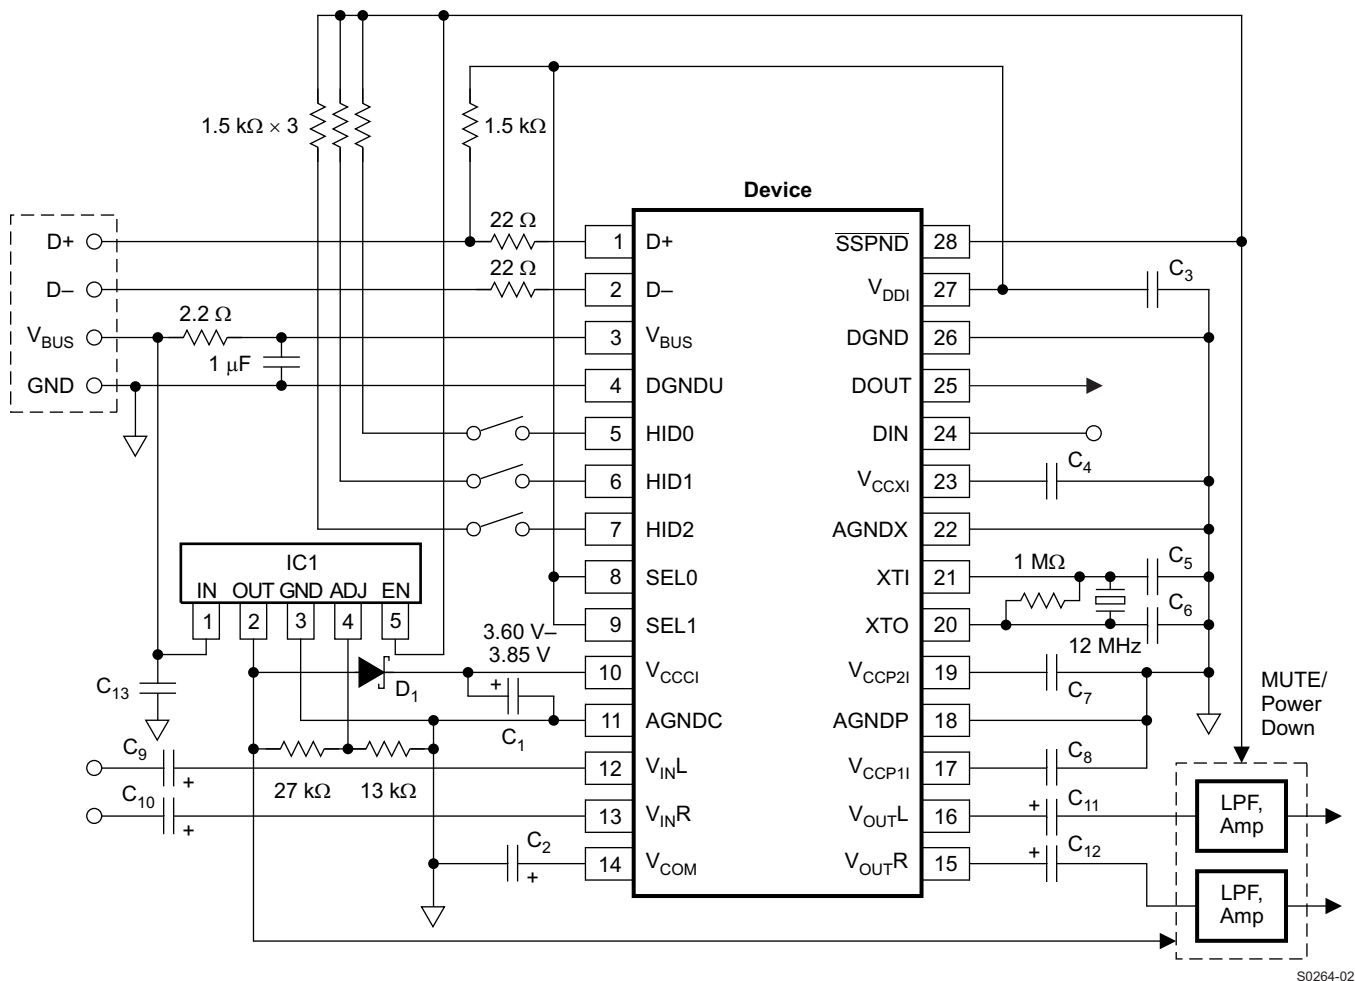 1.5 kΩ × 3
1.5 kΩ
Device
D+
D–
VBUS
GND
22 Ω
22 Ω
2.2 Ω
1 μF
1 D+
2 D–
3 VBUS
4 DGNDU
5 HID0
6 HID1
7 HID2
8 SEL0
9 SEL1
10 VCCCI
11 AGNDC
12 VINL
13 VINR
14 VCOM
SSPND 28
VDDI 27
DGND 26
DOUT 25
DIN 24
VCCXI 23
AGNDX 22
XTI 21
XTO 20
VCCP2I 19
AGNDP 18
VCCP1I 17
VOUTL 16
VOUTR 15
IC1
IN OUT GND ADJ EN
1 2 3 4 5
3.60 V–
3.85 V
D1
+
C1
C13
C9
+
C10
+
27 kΩ
13 kΩ
C2
+
C3
C4
1 MΩ
C5
C6
12 MHz
C7
C8
+
C11
+
C12
MUTE/
Power
Down
LPF,
Amp
LPF,
Amp
S0264-02